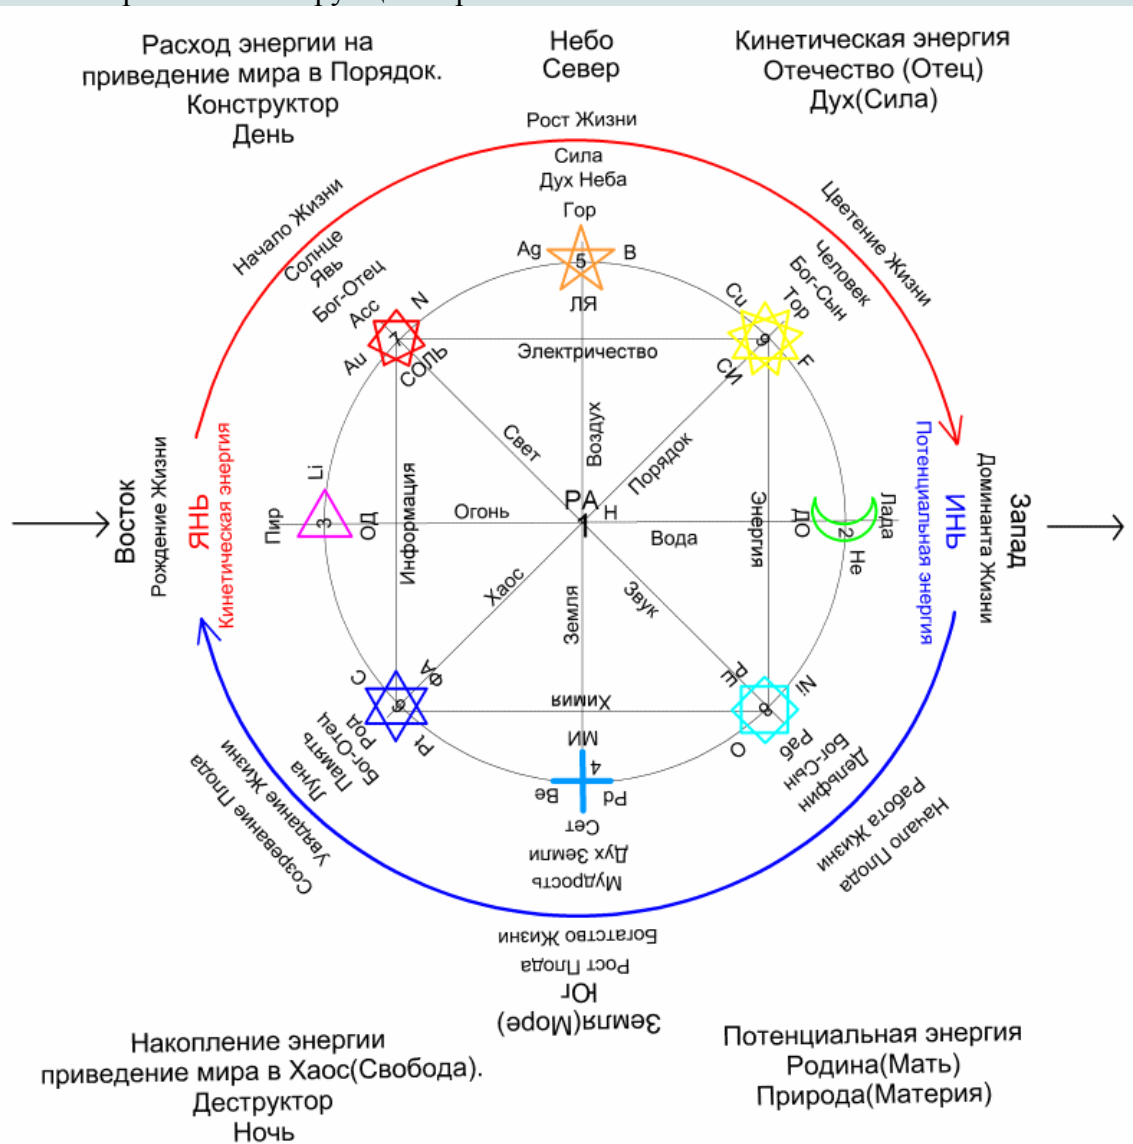 Расход энергии на
приведение мира в Порядок.
Конструктор
День
Небо
Север
Кинетическая энергия
Отечество (Отец)
Дух(Сила)
Рост Жизни
Сила
Дух Неба
Гор
Ag
5
B
ЛЯ
Начало Жизни
Солнце
Явь
Бог-Отец
Асс
N
Au
7
СОЛЬ
Цветение Жизни
Человек
Бог-Сын
Тор
Cu
9
F
СИ
Электричество
Свет
Воздух
Порядок
Информация
Энергия
Восток
Рождение Жизни
ЯНЬ
Кинетическая энергия
Пир
Li
3
ОД
Огонь
РА
1
H
Вода
ДО
2
Лада
He
Потенциальная энергия
ИНЬ
Доминанта Жизни
Запад
Хаос
Земля
Звук
Химия
С
ФА
6
Pt
Род
Бог-Отец
Память
Луна
Увядание Жизни
Созревание Плода
МИ
4
Be
Pd
Сет
Дух Земли
Мудрость
Ni
8
O
Раб
Бог-Сын
Дельфин
Работа Жизни
Начало Плода
Богатство Жизни
Рост Плода
Юг
Земля(Море)
Накопление энергии
приведение мира в Хаос(Свобода).
Деструктор
Ночь
Потенциальная энергия
Родина(Мать)
Природа(Материя)